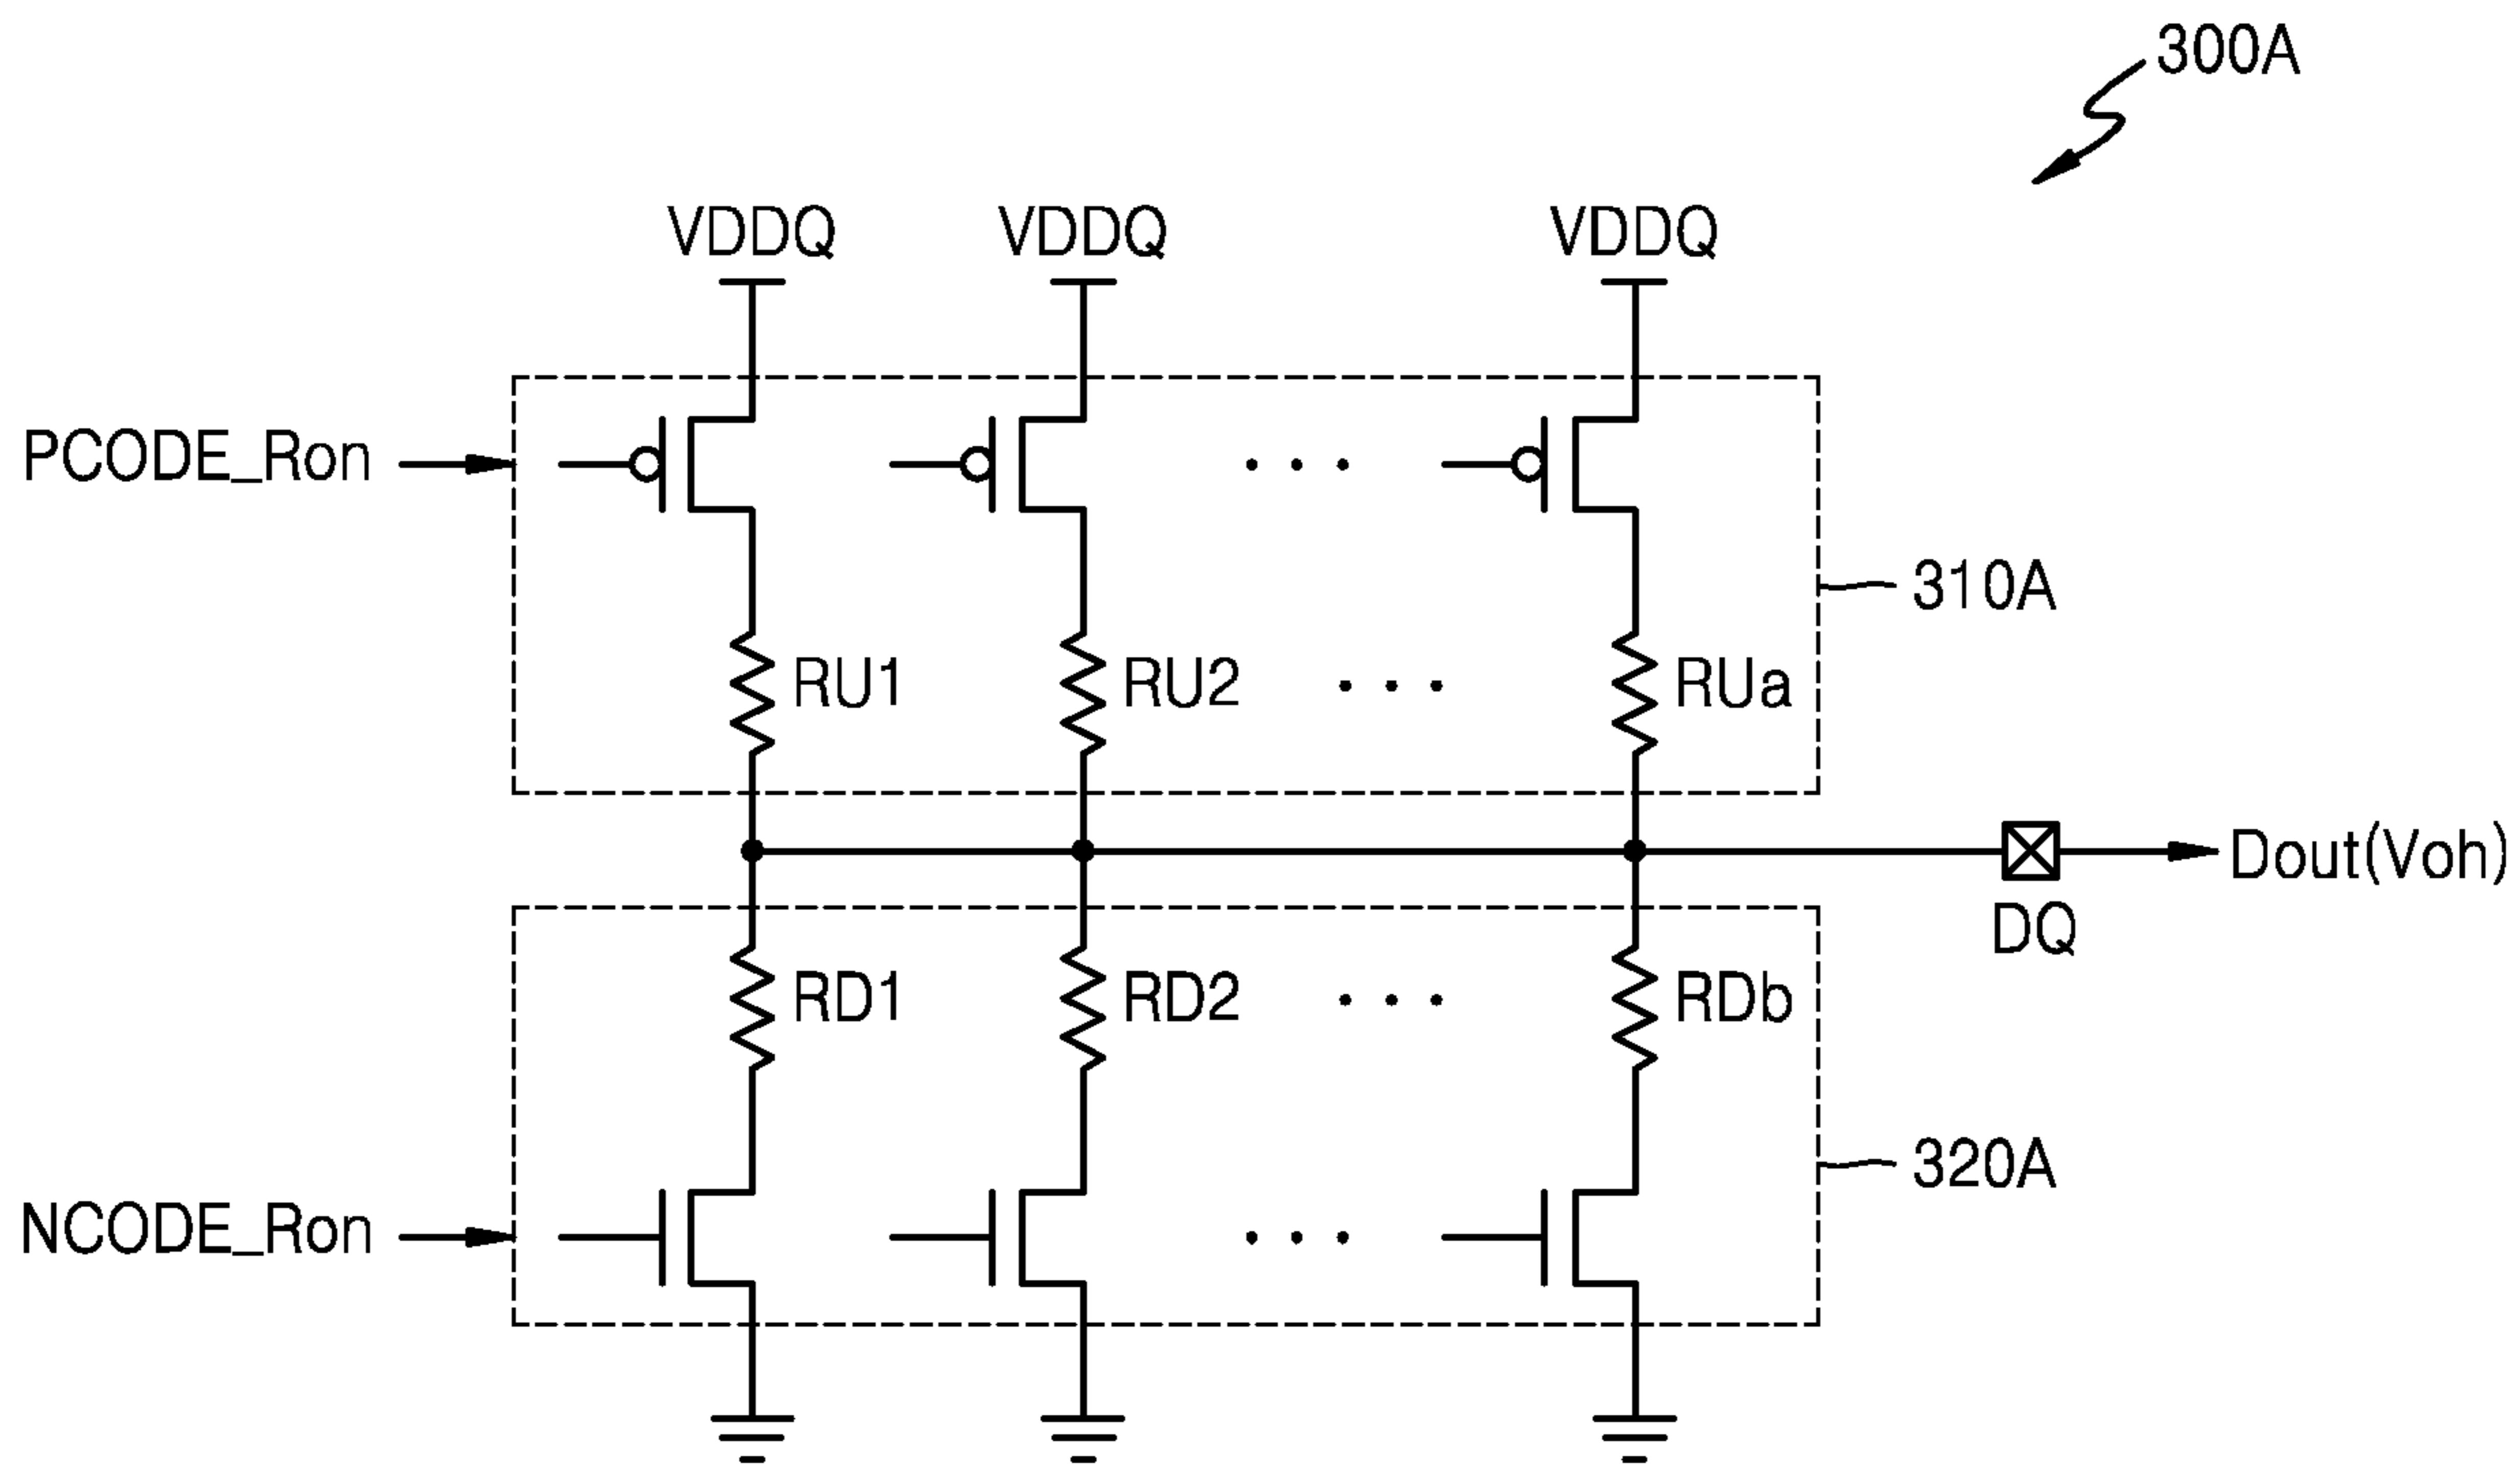 300A
VDDQ VDDQ VDDQ
PCODE_Ron
310A
RU1 RU2 ... RUa
Dout(Voh)
DQ
RD1 RD2 ... RDb
320A
NCODE_Ron